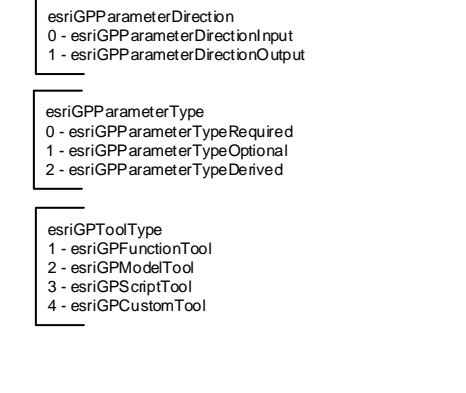 esriGPParameterDirection
0 - esriGPParameterDirectionInput
1 - esriGPParameterDirectionOutput
esriGPParameterType
0 - esriGPParameterTypeRequired
1 - esriGPParameterTypeOptional
2 - esriGPParameterTypeDerived
esriGPToolType
1 - esriGPFunctionTool
2 - esriGPModelTool
3 - esriGPScriptTool
4 - esriGPCustomTool